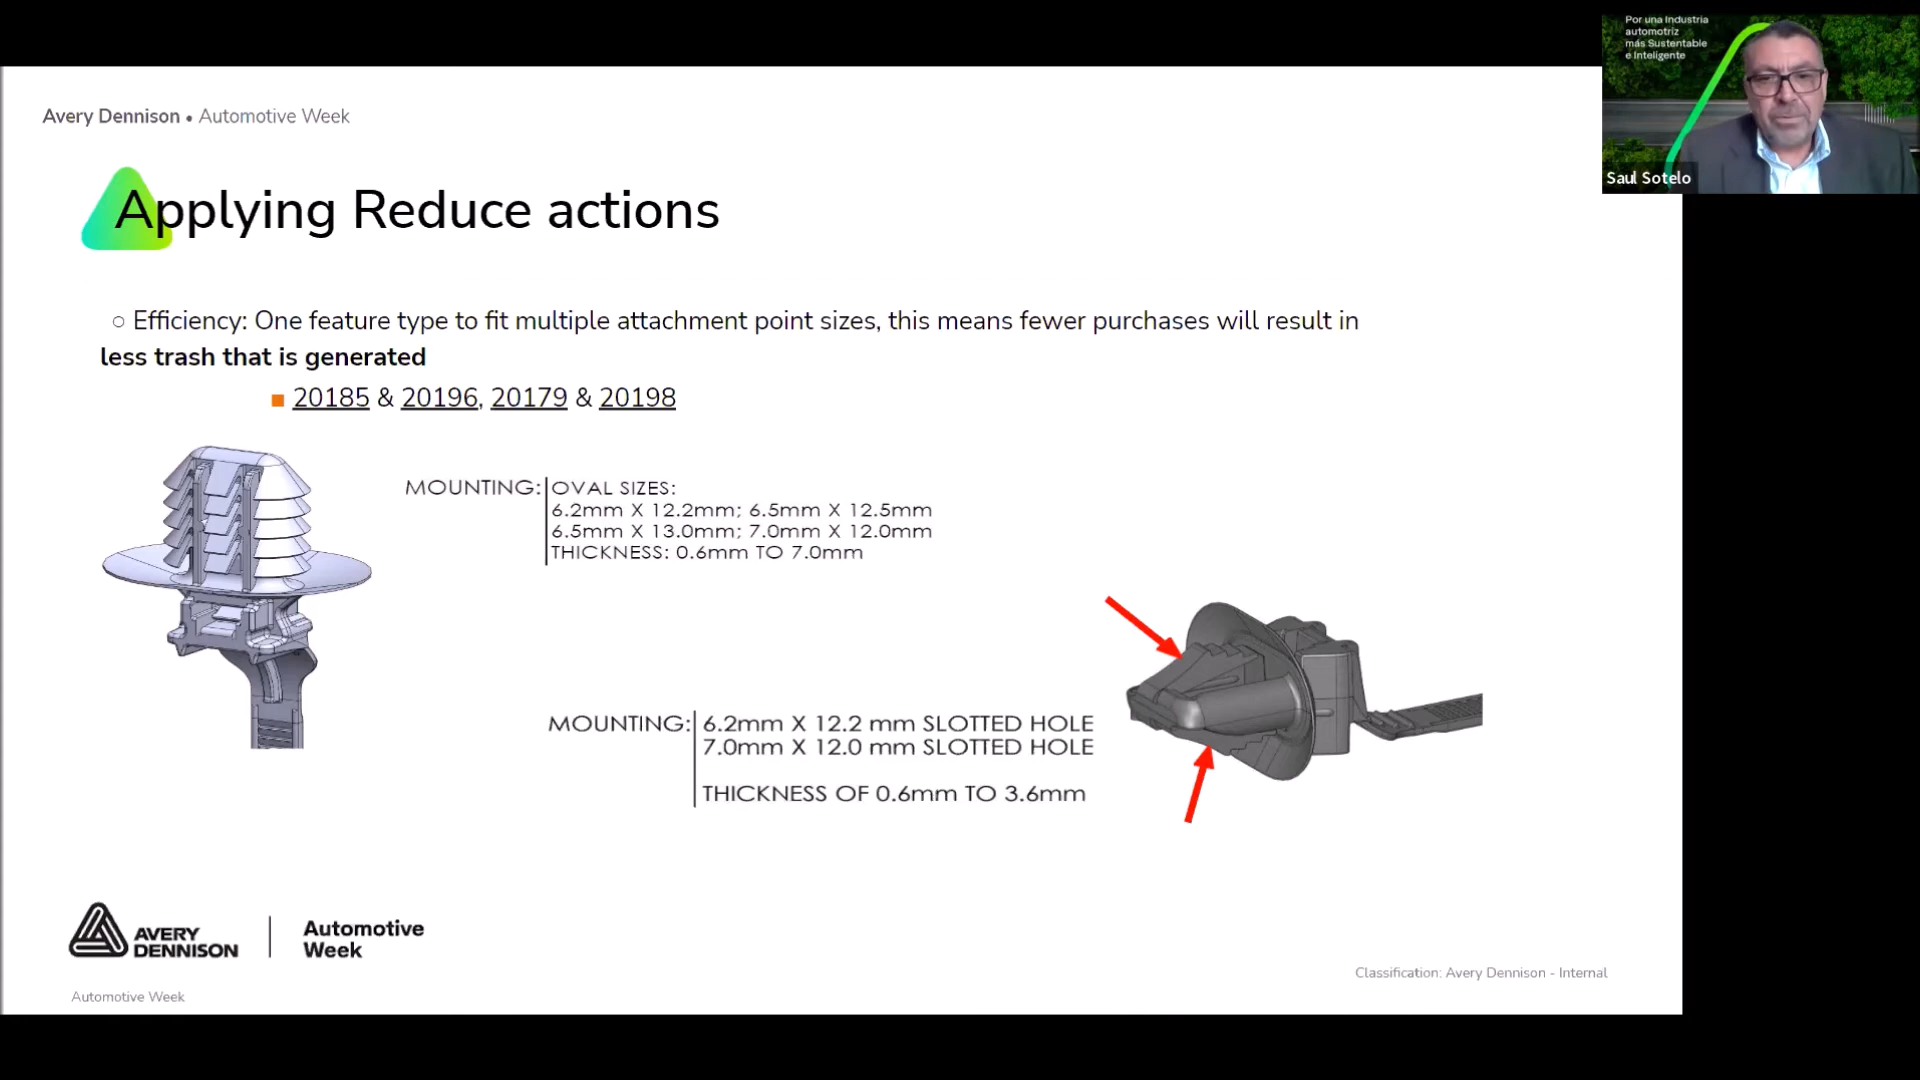 Por una Industria
automotriz
más Sustentable
e Inteligente
Saul Sotelo
Avery Dennison • Automotive Week
Applying Reduce actions
○ Efficiency: One feature type to fit multiple attachment point sizes, this means fewer purchases will result in
less trash that is generated
■ 20185 & 20196, 20179 & 20198
MOUNTING: OVAL SIZES:
6.2mm X 12.2mm; 6.5mm X 12.5mm
6.5mm X 13.0mm; 7.0mm X 12.0mm
THICKNESS: 0.6mm TO 7.0mm
MOUNTING: 6.2mm X 12.2 mm SLOTTED HOLE
7.0mm X 12.0 mm SLOTTED HOLE
THICKNESS OF 0.6mm TO 3.6mm
AVERY
DENNISON
Automotive
Week
Classification: Avery Dennison - Internal
Automotive Week